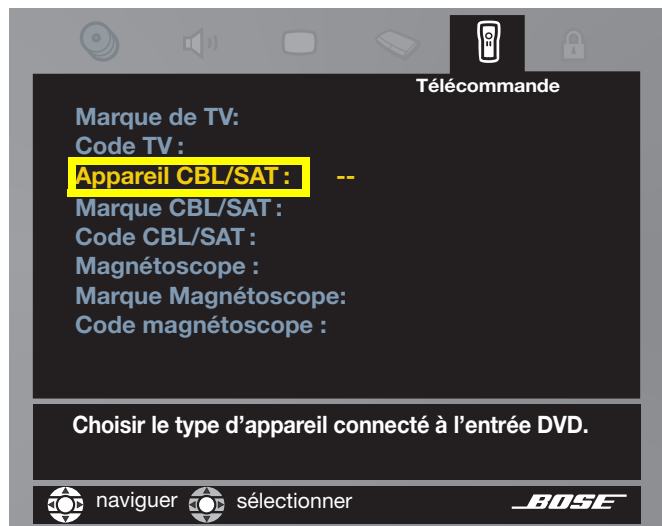 Télécommande
Marque de TV:
Code TV :
Appareil CBL/SAT : --
Marque CBL/SAT :
Code CBL/SAT :
Magnétoscope :
Marque Magnétoscope:
Code magnétoscope :
Choisir le type d’appareil connecté à l’entrée DVD.
naviguer sélectionner BOSE